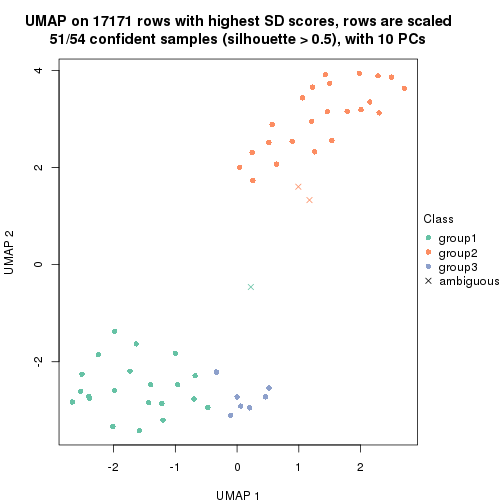 UMAP on 17171 rows with highest SD scores, rows are scaled
51/54 confident samples (silhouette > 0.5), with 10 PCs
4
2
0
-2
UMAP 2
-2
-1
0
1
2
UMAP 1
Class
group1
group2
group3
ambiguous